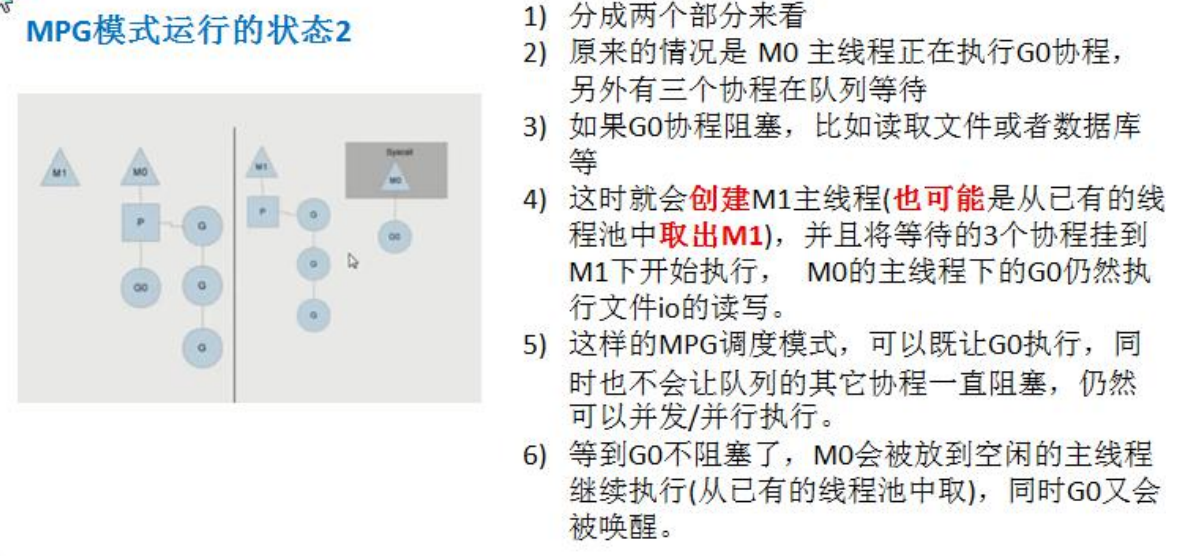 MPG模式运行的状态2
M1
M0
P
G
G0
G
G
M1
P
G
G
G
Syscall
M0
G0
1) 分成两个部分来看
2) 原来的情况是 M0 主线程正在执行G0协程，
另外有三个协程在队列等待
3) 如果G0协程阻塞，比如读取文件或者数据库
等
4) 这时就会创建M1主线程(也可能是从已有的线
程池中取出M1)，并且将等待的3个协程挂到
M1下开始执行， M0的主线程下的G0仍然执
行文件io的读写。
5) 这样的MPG调度模式，可以既让G0执行，同
时也不会让队列的其它协程一直阻塞，仍然
可以并发/并行执行。
6) 等到G0不阻塞了，M0会被放到空闲的主线程
继续执行(从已有的线程池中取)，同时G0又会
被唤醒。